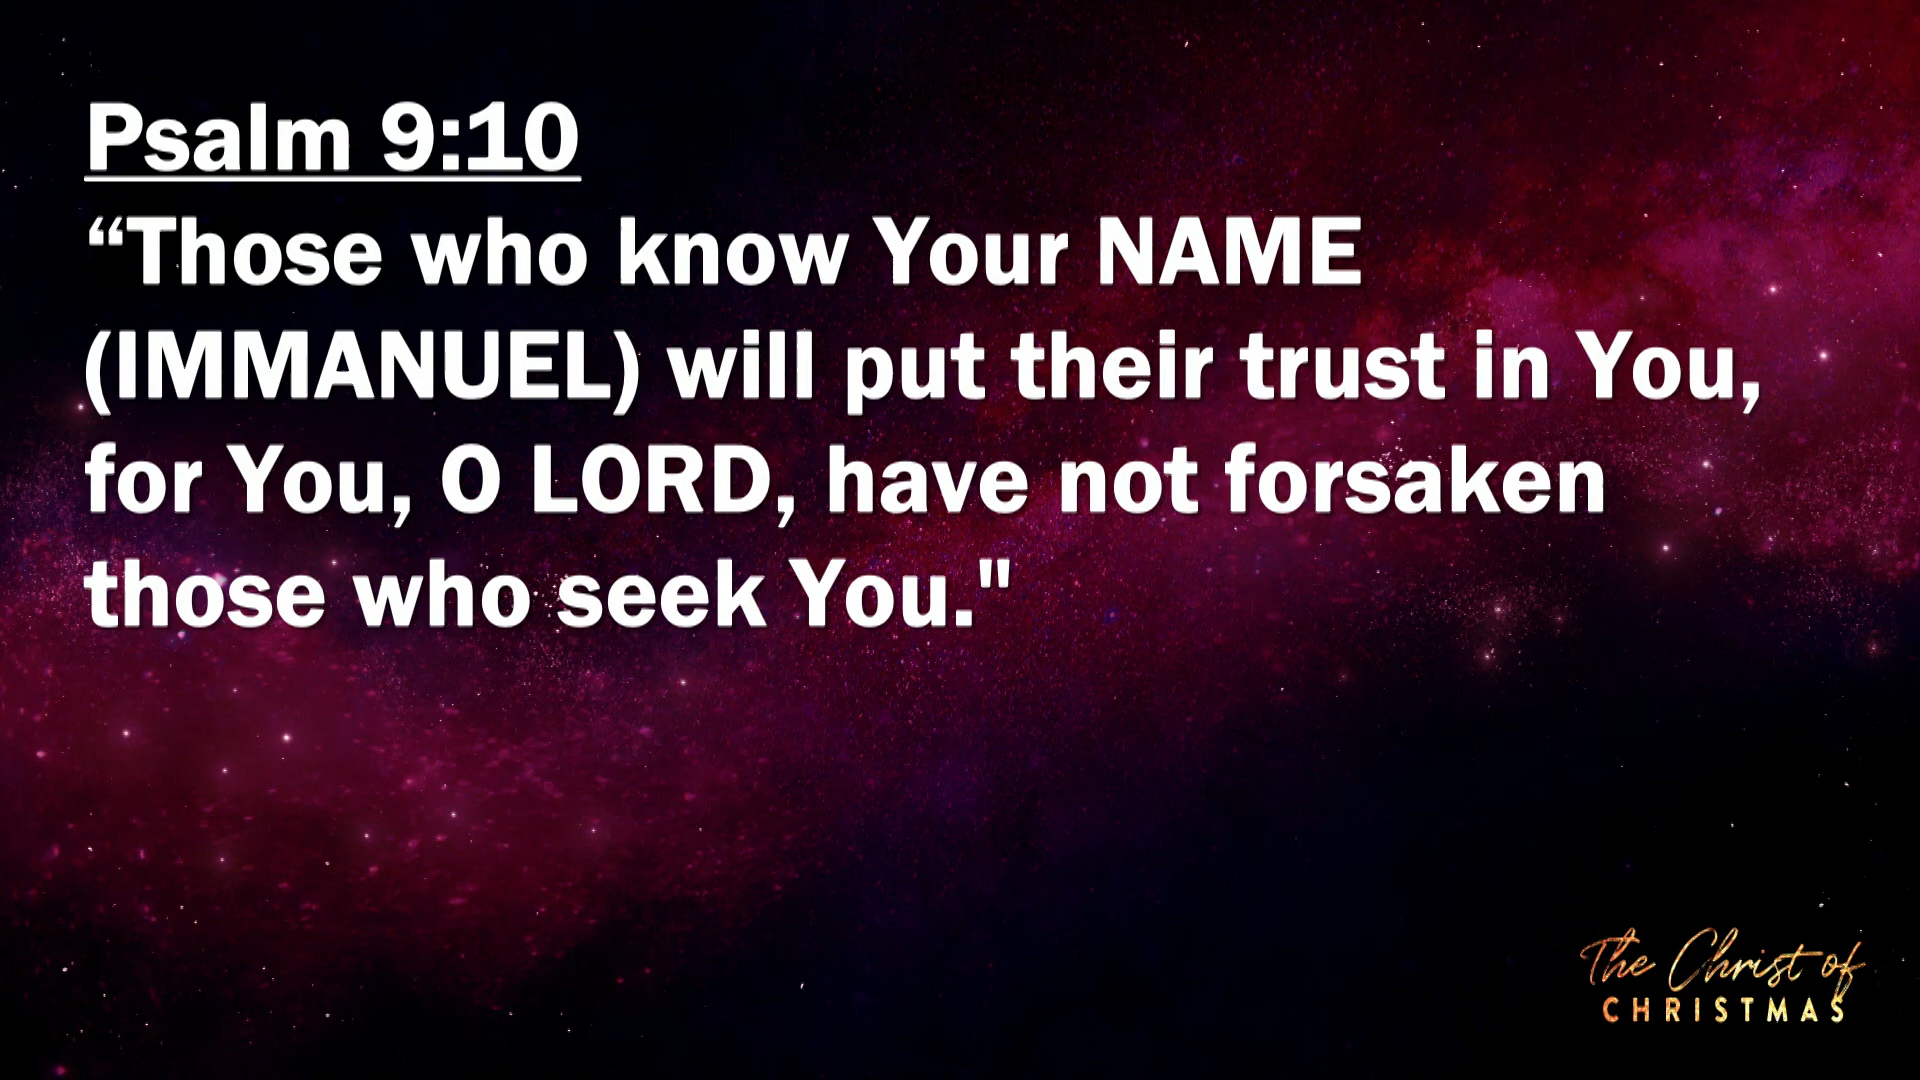 Psalm 9:10
“Those who know Your NAME
(IMMANUEL) will put their trust in You,
for You, O LORD, have not forsaken
those who seek You."
The Christ of
CHRISTMAS